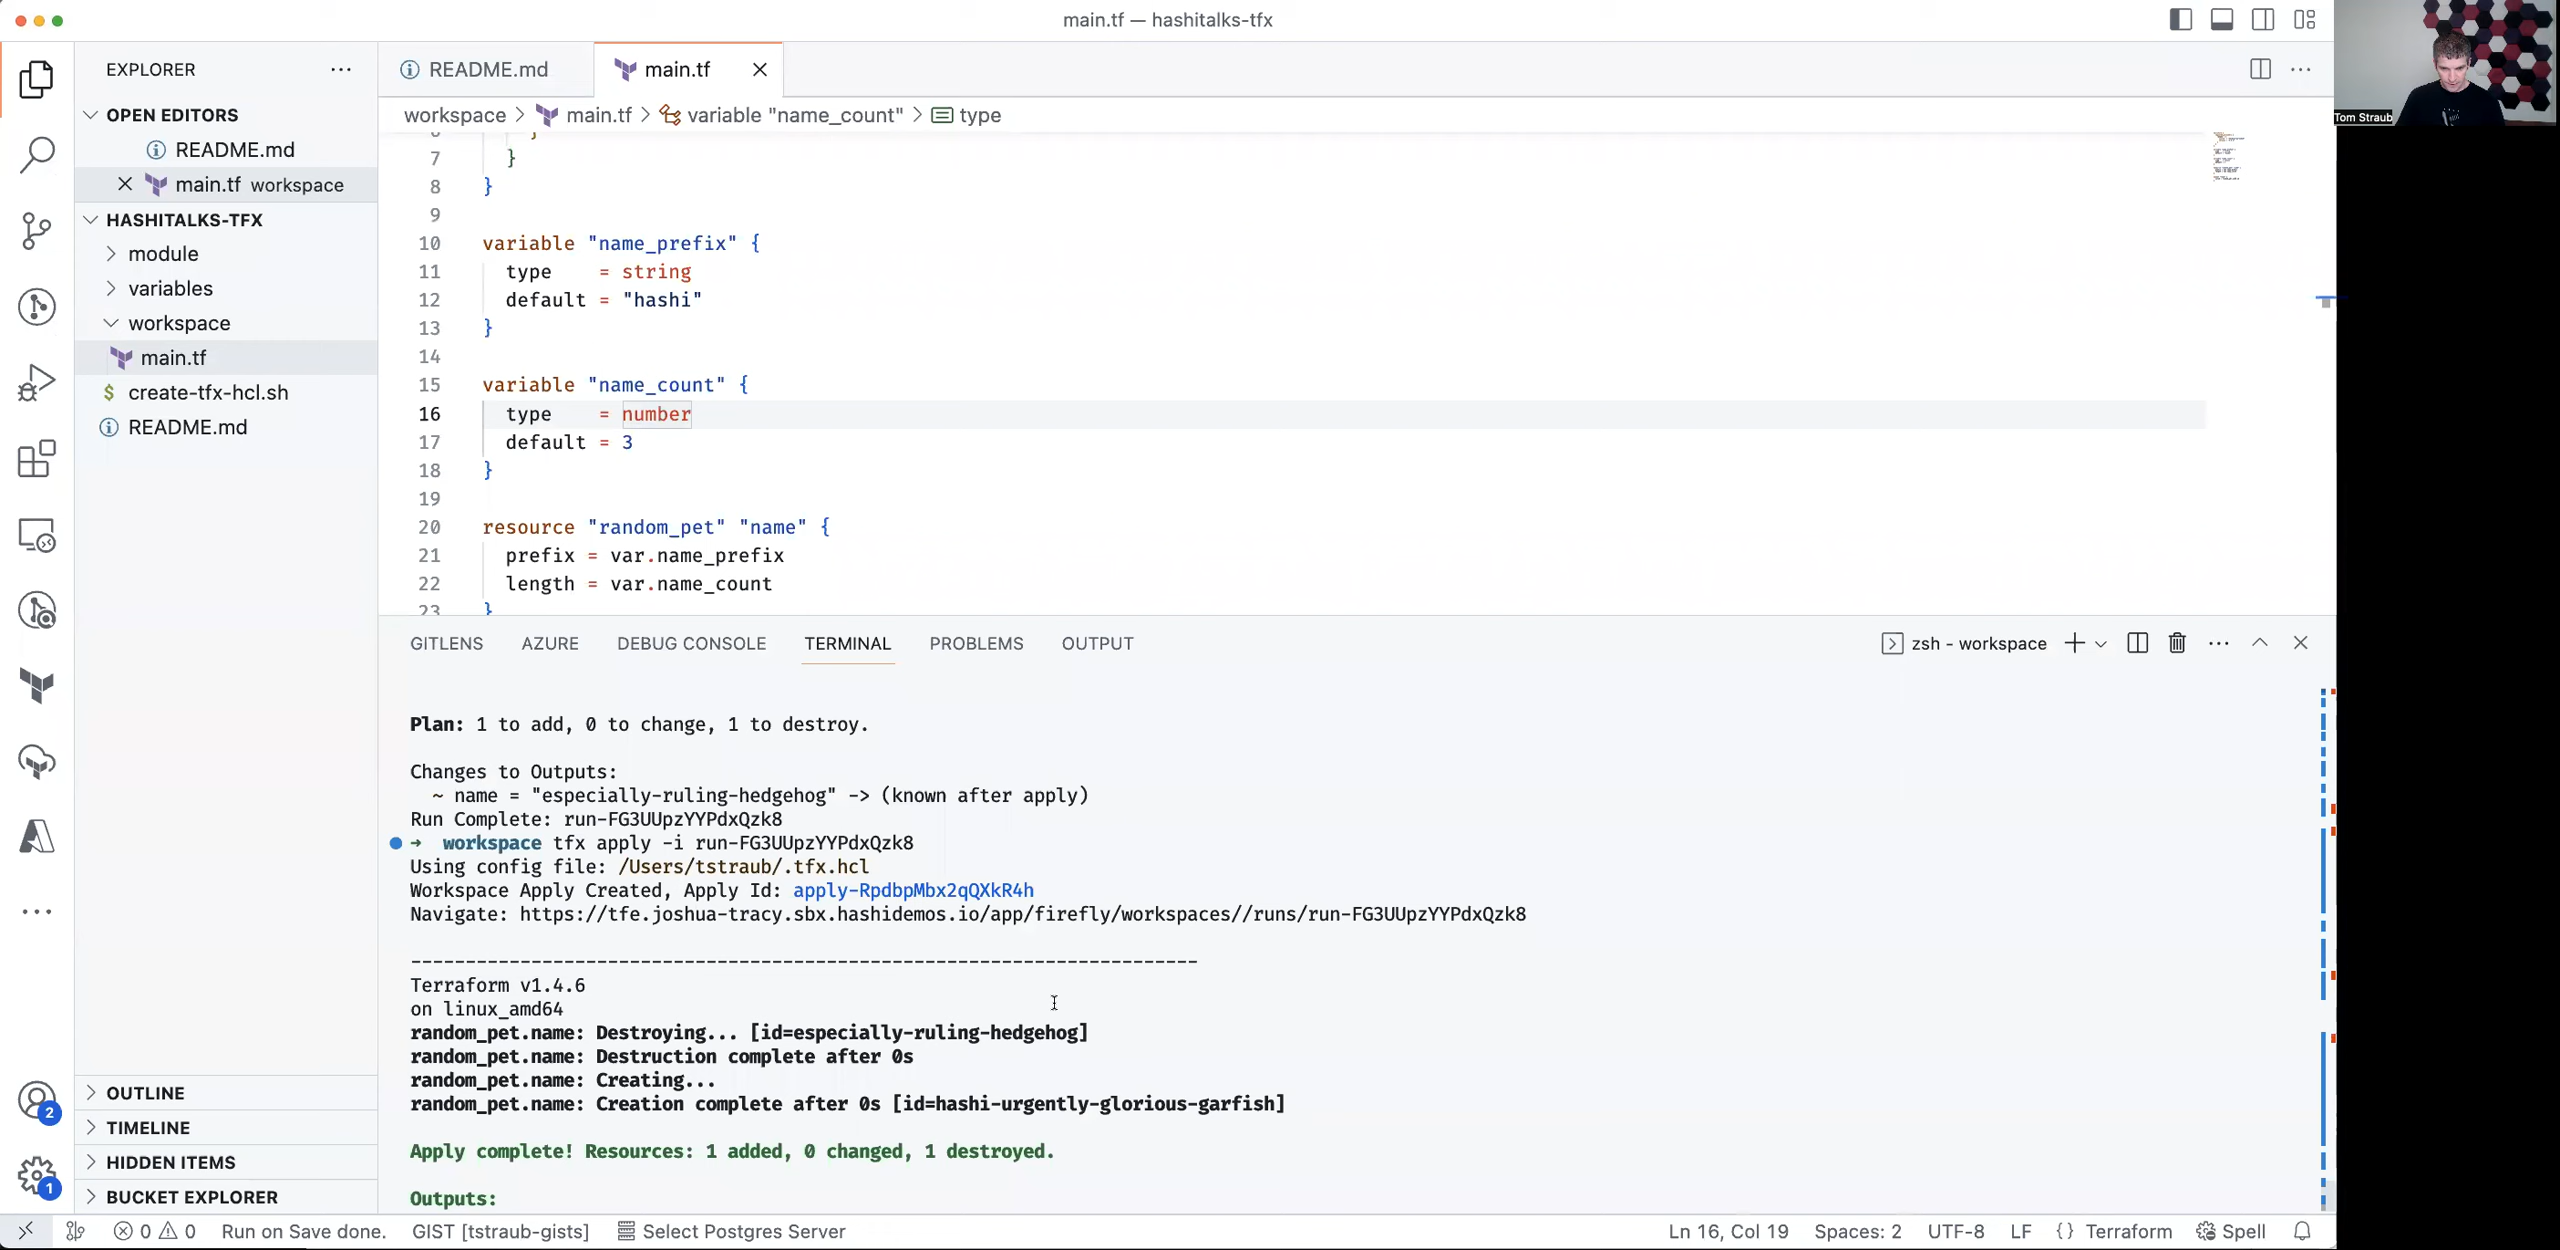 main.tf — hashitalks-tfx
EXPLORER
OPEN EDITORS
README.md
main.tf workspace
HASHITALKS-TFX
module
variables
workspace
main.tf
create-tfx-hcl.sh
README.md
OUTLINE
TIMELINE
HIDDEN ITEMS
BUCKET EXPLORER
README.md
main.tf
workspace > main.tf > variable "name_count" > type
7 }
8 }
9
10 variable "name_prefix" {
11 type = string
12 default = "hashi"
13 }
14
15 variable "name_count" {
16 type = number
17 default = 3
18 }
19
20 resource "random_pet" "name" {
21 prefix = var.name_prefix
22 length = var.name_count
23 }
GITLENS AZURE DEBUG CONSOLE TERMINAL PROBLEMS OUTPUT
zsh - workspace
Plan: 1 to add, 0 to change, 1 to destroy.
Changes to Outputs:
~ name = "especially-ruling-hedgehog" -> (known after apply)
Run Complete: run-FG3UUpzYYPdxQzk8
➜ workspace tfx apply -i run-FG3UUpzYYPdxQzk8
Using config file: /Users/tstraub/.tfx.hcl
Workspace Apply Created, Apply Id: apply-RpdbpMbx2qQXkR4h
Navigate: https://tfe.joshua-tracy.sbx.hashidemos.io/app/firefly/workspaces//runs/run-FG3UUpzYYPdxQzk8
------------------------------------------------------------------------
Terraform v1.4.6
on linux_amd64
random_pet.name: Destroying... [id=especially-ruling-hedgehog]
random_pet.name: Destruction complete after 0s
random_pet.name: Creating...
random_pet.name: Creation complete after 0s [id=hashi-urgently-glorious-garfish]
Apply complete! Resources: 1 added, 0 changed, 1 destroyed.
Outputs:
2
1
0 0 Run on Save done. GIST [tstraub-gists] Select Postgres Server
Ln 16, Col 19 Spaces: 2 UTF-8 LF {} Terraform Spell
Tom Straub